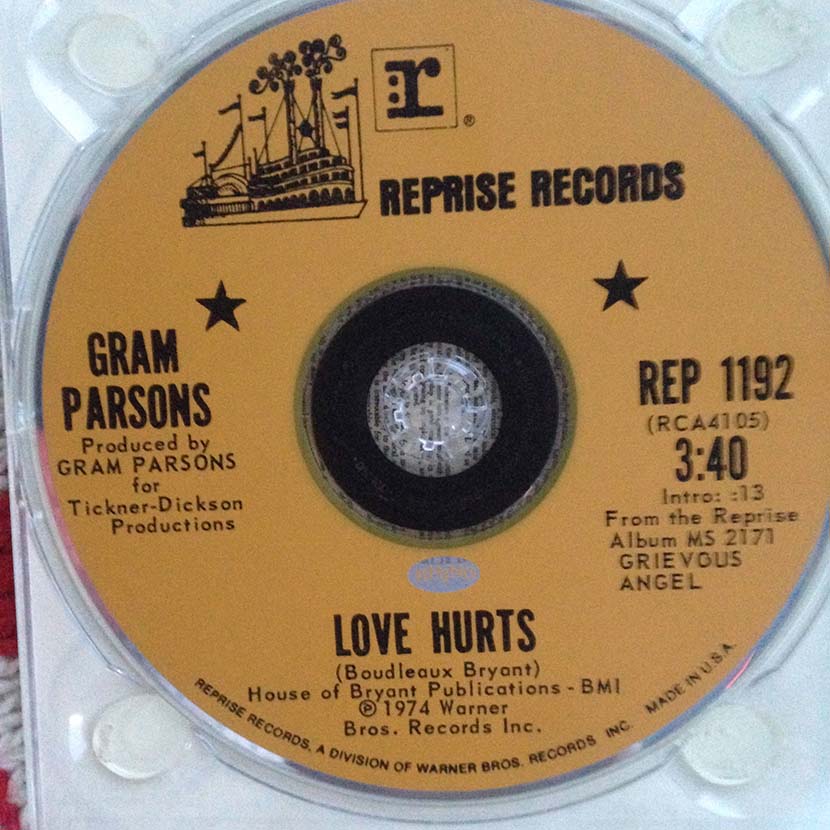 r
®
REPRISE RECORDS
GRAM
PARSONS
Produced by
GRAM PARSONS
for
Tickner-Dickson
Productions
REP 1192
(RCA4105)
3:40
Intro: :13
From the Reprise
Album MS 2171
GRIEVOUS
ANGEL
LOVE HURTS
(Boudleaux Bryant)
House of Bryant Publications - BMI
℗ 1974 Warner
Bros. Records Inc.
REPRISE RECORDS, A DIVISION OF WARNER BROS. RECORDS INC. MADE IN U.S.A.